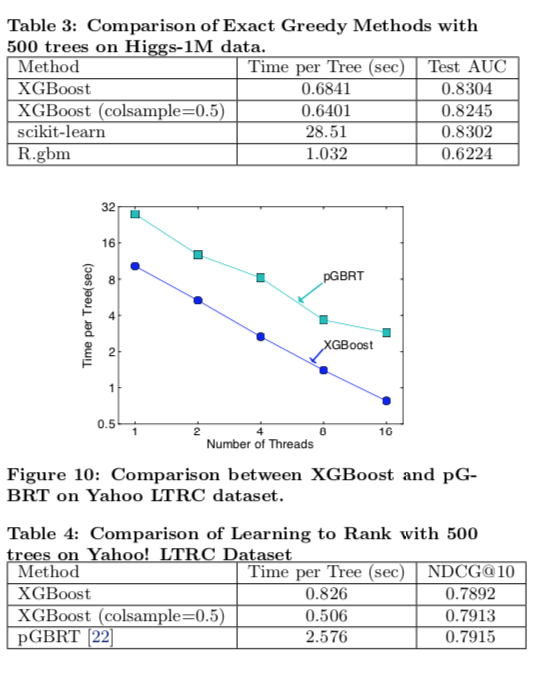 Table 3: Comparison of Exact Greedy Methods with
500 trees on Higgs-1M data.
Method Time per Tree (sec) Test AUC
XGBoost 0.6841 0.8304
XGBoost (colsample=0.5) 0.6401 0.8245
scikit-learn 28.51 0.8302
R.gbm 1.032 0.6224
32
16
8
4
2
1
0.5
Time per Tree(sec)
pGBRT
XGBoost
1 2 4 8 16
Number of Threads
Figure 10: Comparison between XGBoost and pG-
BRT on Yahoo LTRC dataset.
Table 4: Comparison of Learning to Rank with 500
trees on Yahoo! LTRC Dataset
Method Time per Tree (sec) NDCG@10
XGBoost 0.826 0.7892
XGBoost (colsample=0.5) 0.506 0.7913
pGBRT [22] 2.576 0.7915